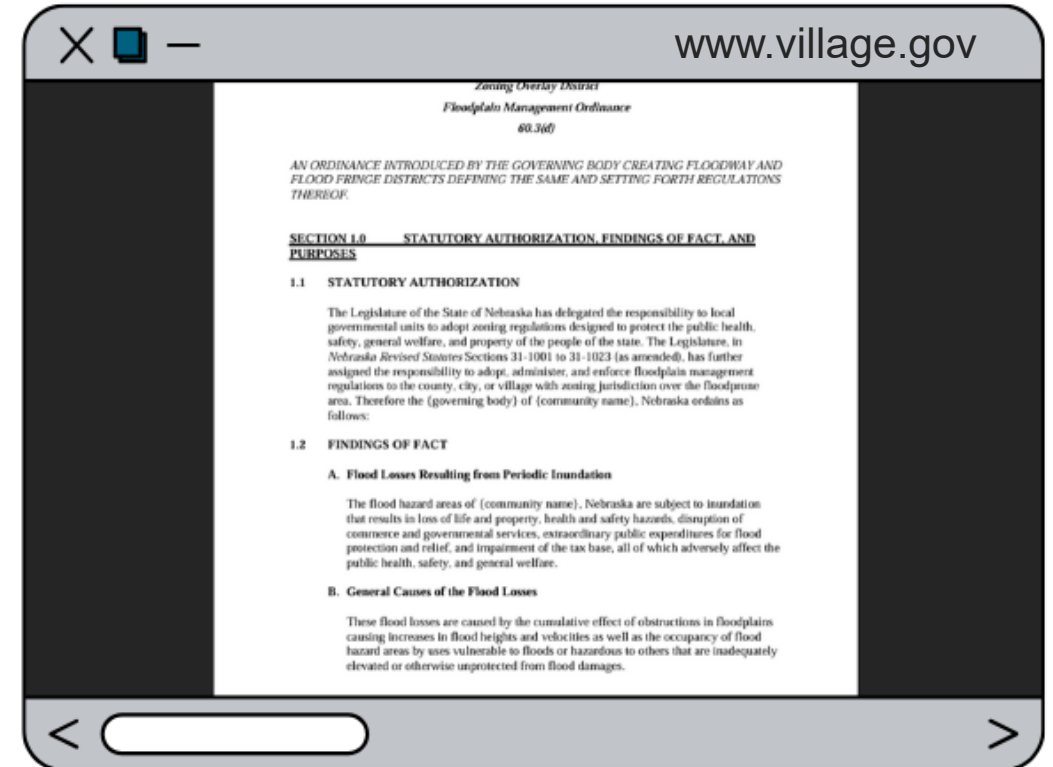 www.village.gov
Zoning Overlay District
Floodplain Management Ordinance
60.3(d)
AN ORDINANCE INTRODUCED BY THE GOVERNING BODY CREATING FLOODWAY AND
FLOOD FRINGE DISTRICTS DEFINING THE SAME AND SETTING FORTH REGULATIONS
THEREOF.
SECTION 1.0 STATUTORY AUTHORIZATION, FINDINGS OF FACT, AND
PURPOSES
1.1 STATUTORY AUTHORIZATION
The Legislature of the State of Nebraska has delegated the responsibility to local
governmental units to adopt zoning regulations designed to protect the public health,
safety, general welfare, and property of the people of the state. The Legislature, in
Nebraska Revised Statutes Sections 31-1001 to 31-1023 (as amended), has further
assigned the responsibility to adopt, administer, and enforce floodplain management
regulations to the county, city, or village with zoning jurisdiction over the floodprone
area. Therefore the {governing body} of {community name}, Nebraska ordains as
follows:
1.2 FINDINGS OF FACT
A. Flood Losses Resulting from Periodic Inundation
The flood hazard areas of {community name}, Nebraska are subject to inundation
that results in loss of life and property, health and safety hazards, disruption of
commerce and governmental services, extraordinary public expenditures for flood
protection and relief, and impairment of the tax base, all of which adversely affect the
public health, safety, and general welfare.
B. General Causes of the Flood Losses
These flood losses are caused by the cumulative effect of obstructions in floodplains
causing increases in flood heights and velocities as well as the occupancy of flood
hazard areas by uses vulnerable to floods or hazardous to others that are inadequately
elevated or otherwise unprotected from flood damages.